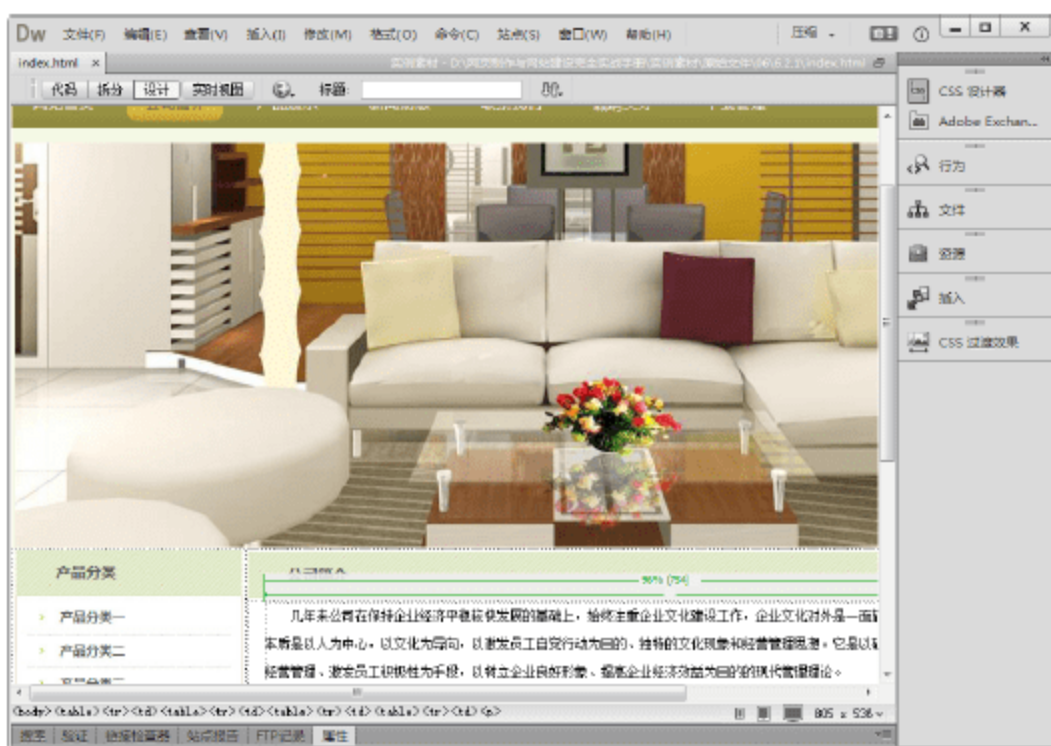 Dw 文件(F) 编辑(E) 查看(V) 插入(I) 修改(M) 格式(O) 命令(C) 站点(S) 窗口(W) 帮助(H) 压缩
index.html ×
代码 拆分 设计 实时视图 标题:
CSS 设计器
Adobe Exchan...
行为
文件
资源
插入
CSS 过渡效果
产品分类
公司简介
98% (794)
产品分类一
产品分类二
几年来公司在保持企业经济平稳较快发展的基础上，始终注重企业文化建设工作，企业文化对外是一面
本质是以人为中心，以文化为导向，以激发员工自觉行动为目的、独特的文化现象和经营管理思想。它是以
经营管理、激发员工积极性为手段，以树立企业良好形象、提高企业经济效益为目的的现代管理理论。
<body> <table> <tr> <td> <table> <tr> <td> <table> <tr> <td> <table> <tr> <td> <p>
805 x 536
搜索 验证 链接检查器 站点报告 FTP记录 属性